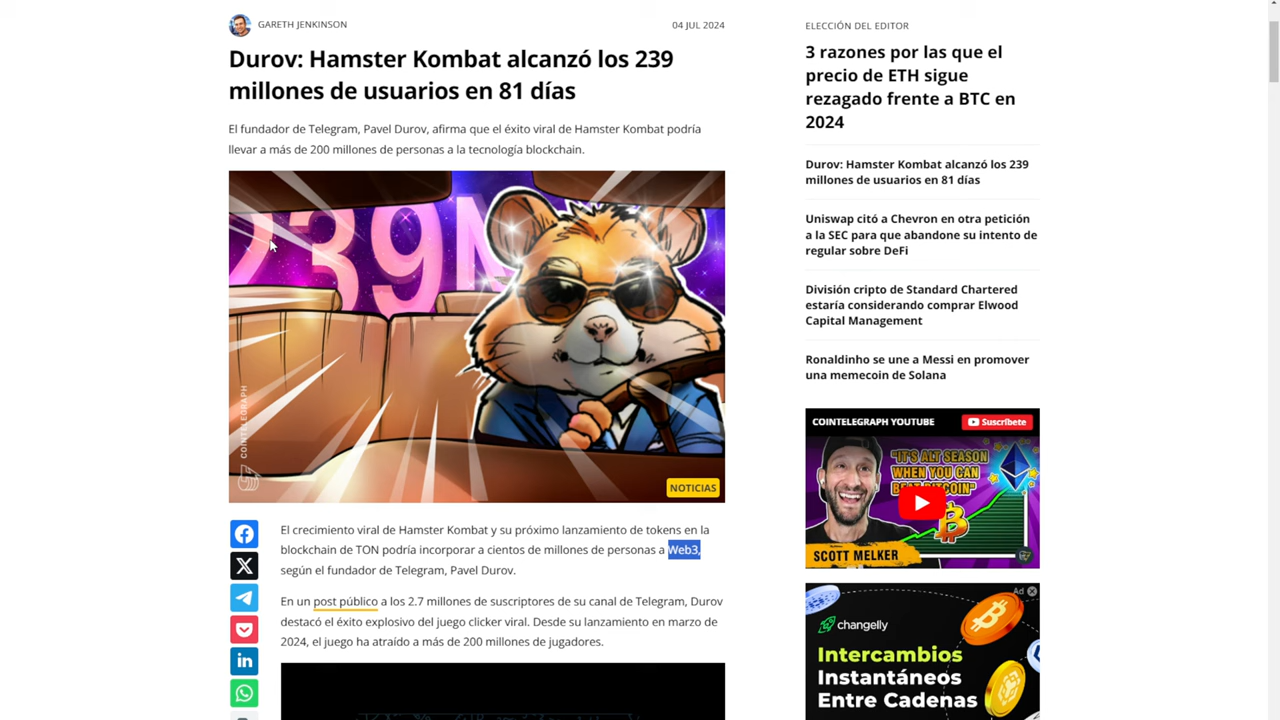 GARETH JENKINSON
04 JUL 2024
Durov: Hamster Kombat alcanzó los 239
millones de usuarios en 81 días
El fundador de Telegram, Pavel Durov, afirma que el éxito viral de Hamster Kombat podría
llevar a más de 200 millones de personas a la tecnología blockchain.
239M
COINTELEGRAPH
NOTICIAS
El crecimiento viral de Hamster Kombat y su próximo lanzamiento de tokens en la
blockchain de TON podría incorporar a cientos de millones de personas a Web3,
según el fundador de Telegram, Pavel Durov.
En un post público a los 2.7 millones de suscriptores de su canal de Telegram, Durov
destacó el éxito explosivo del juego clicker viral. Desde su lanzamiento en marzo de
2024, el juego ha atraído a más de 200 millones de jugadores.
ELECCIÓN DEL EDITOR
3 razones por las que el
precio de ETH sigue
rezagado frente a BTC en
2024
Durov: Hamster Kombat alcanzó los 239
millones de usuarios en 81 días
Uniswap citó a Chevron en otra petición
a la SEC para que abandone su intento de
regular sobre DeFi
División cripto de Standard Chartered
estaría considerando comprar Elwood
Capital Management
Ronaldinho se une a Messi en promover
una memecoin de Solana
COINTELEGRAPH YOUTUBE
Suscríbete
"IT'S ALT SEASON
WHEN YOU CAN
BEAT BITCOIN"
SCOTT MELKER
Ad
changelly
Intercambios
Instantáneos
Entre Cadenas